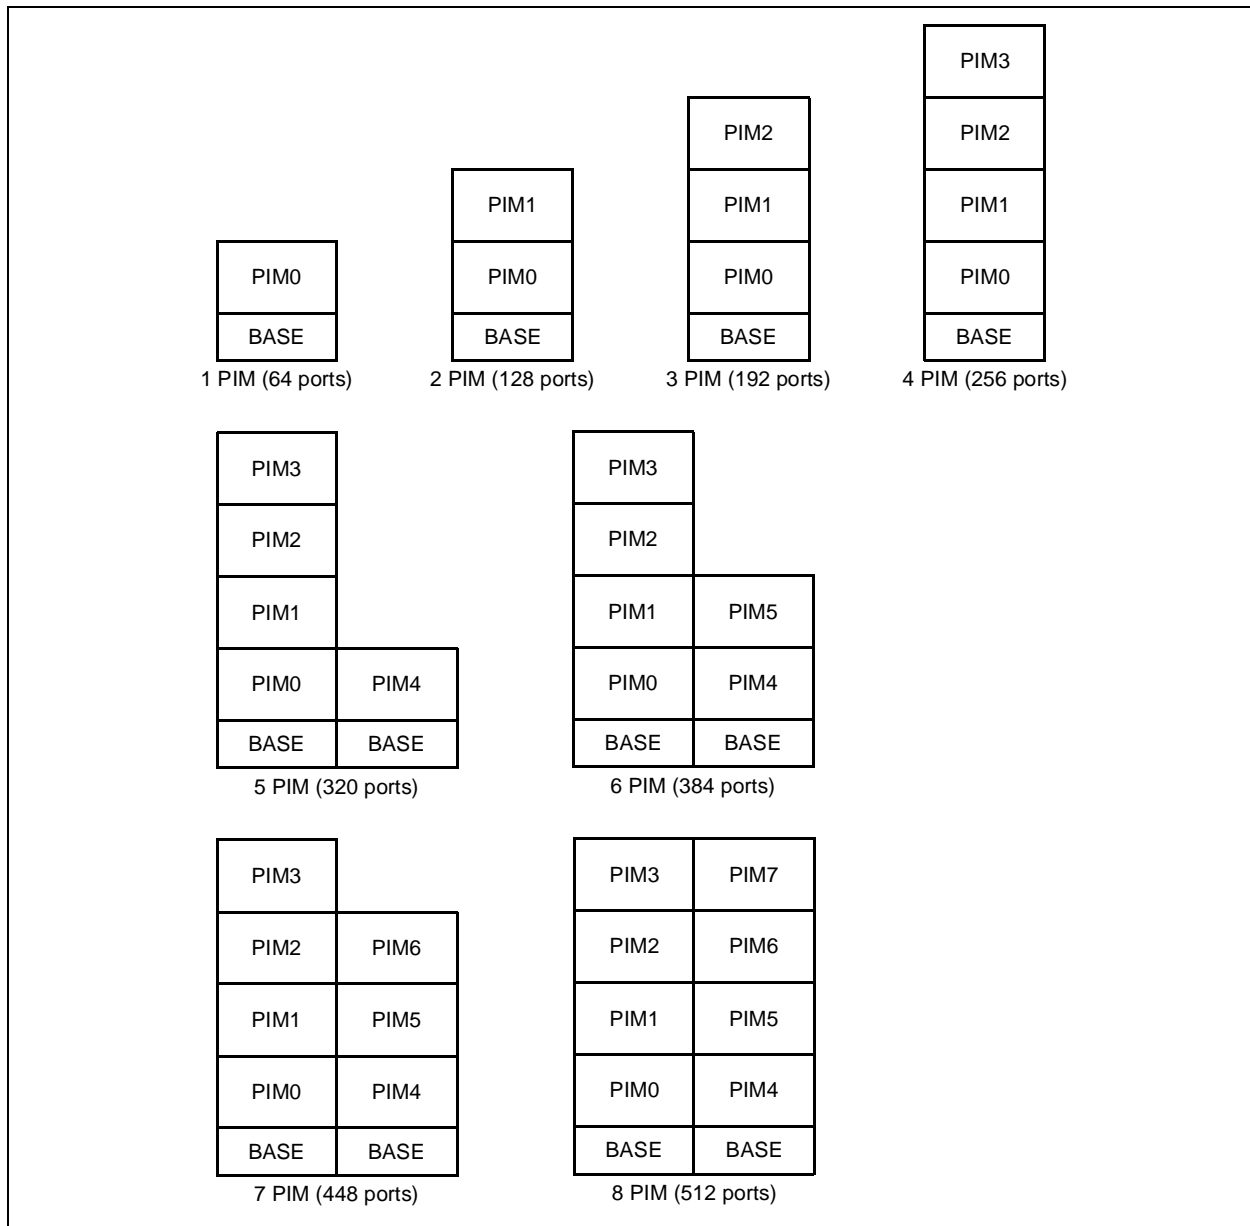 PIM3
PIM2
PIM2
PIM1
PIM1
PIM1
PIM0
PIM0
PIM0
PIM0
BASE
BASE
BASE
BASE
1 PIM (64 ports)
2 PIM (128 ports)
3 PIM (192 ports)
4 PIM (256 ports)
PIM3
PIM2
PIM1
PIM0
PIM4
BASE
BASE
5 PIM (320 ports)
PIM3
PIM2
PIM1
PIM5
PIM0
PIM4
BASE
BASE
6 PIM (384 ports)
PIM3
PIM2
PIM6
PIM1
PIM5
PIM0
PIM4
BASE
BASE
7 PIM (448 ports)
PIM3
PIM7
PIM2
PIM6
PIM1
PIM5
PIM0
PIM4
BASE
BASE
8 PIM (512 ports)